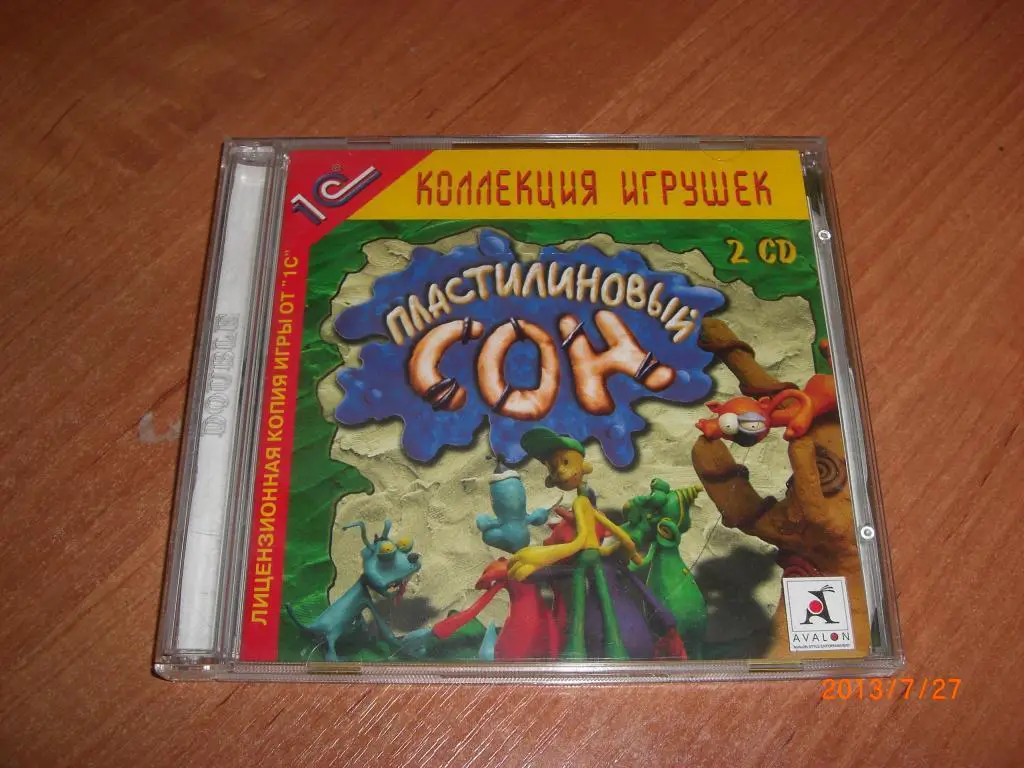 1С®
КОЛЛЕКЦИЯ ИГРУШЕК
2 CD
ПЛАСТИЛИНОВЫЙ
СОН
ЛИЦЕНЗИОННАЯ КОПИЯ ИГРЫ ОТ "1С"
DOUBLE
AVALON
2013/7/27